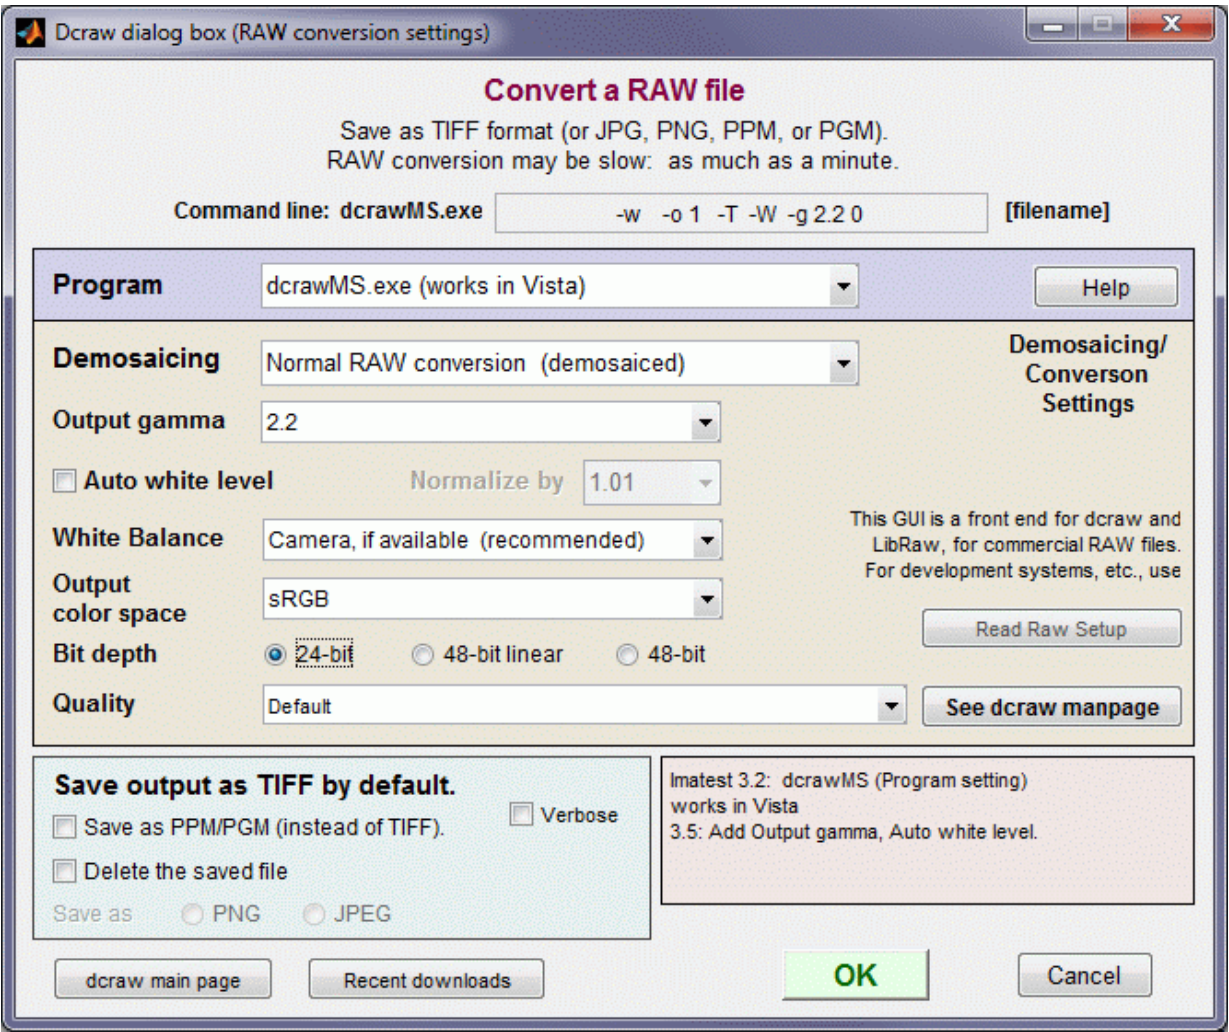 Dcraw dialog box (RAW conversion settings)
Convert a RAW file
Save as TIFF format (or JPG, PNG, PPM, or PGM).
RAW conversion may be slow: as much as a minute.
Command line: dcrawMS.exe -w -o 1 -T -W -g 2.2 0 [filename]
Program dcrawMS.exe (works in Vista) Help
Demosaicing Normal RAW conversion (demosaiced)
Demosaicing/
Converson
Settings
Output gamma 2.2
Auto white level Normalize by 1.01
White Balance Camera, if available (recommended)
This GUI is a front end for dcraw and
LibRaw, for commercial RAW files.
For development systems, etc., use
Output
color space sRGB
Read Raw Setup
Bit depth 24-bit 48-bit linear 48-bit
Quality Default See dcraw manpage
Save output as TIFF by default.
Save as PPM/PGM (instead of TIFF). Verbose
Delete the saved file
Save as PNG JPEG
Imatest 3.2: dcrawMS (Program setting)
works in Vista
3.5: Add Output gamma, Auto white level.
dcraw main page Recent downloads OK Cancel